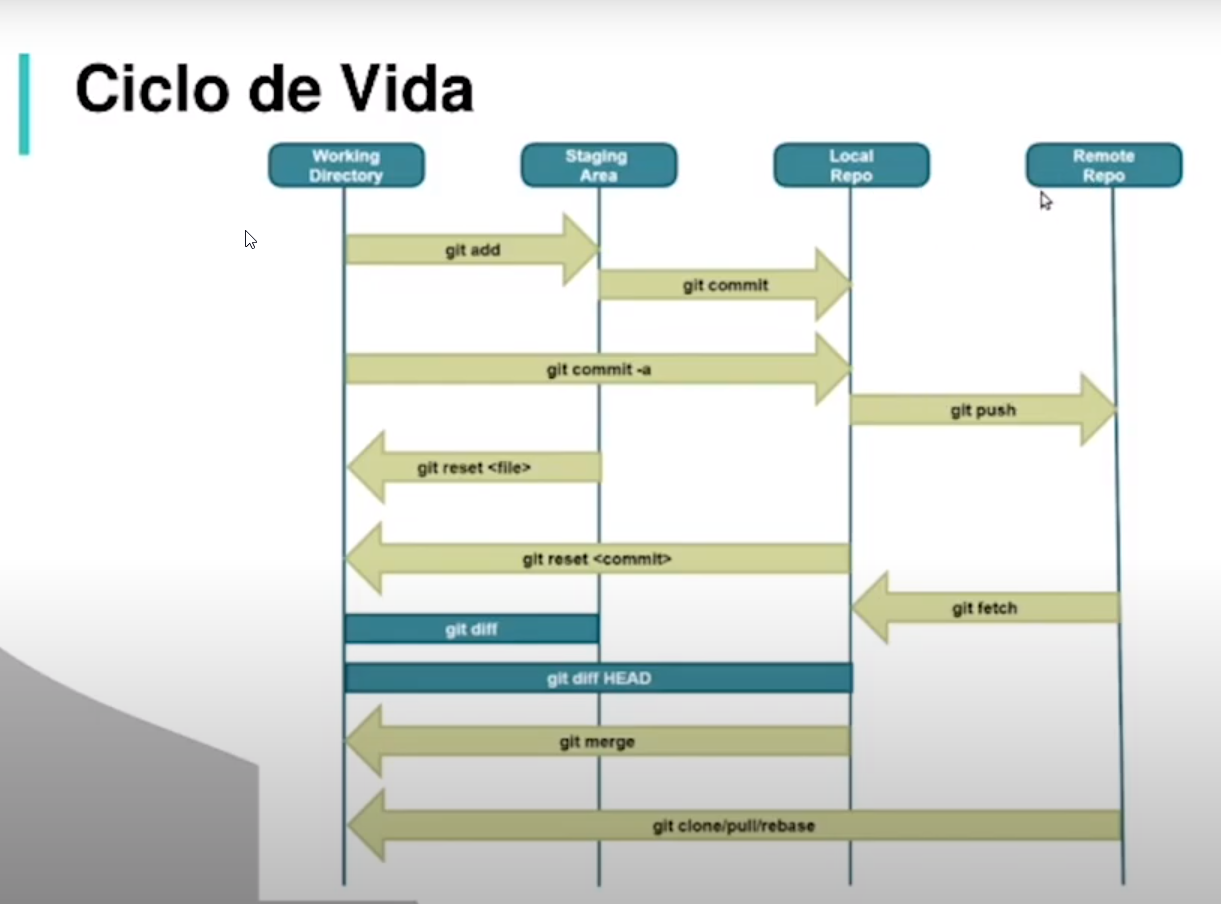 Ciclo de Vida
Working
Directory
Staging
Area
Local
Repo
Remote
Repo
git add
git commit
git commit -a
git push
git reset <file>
git reset <commit>
git fetch
git diff
git diff HEAD
git merge
git clone/pull/rebase